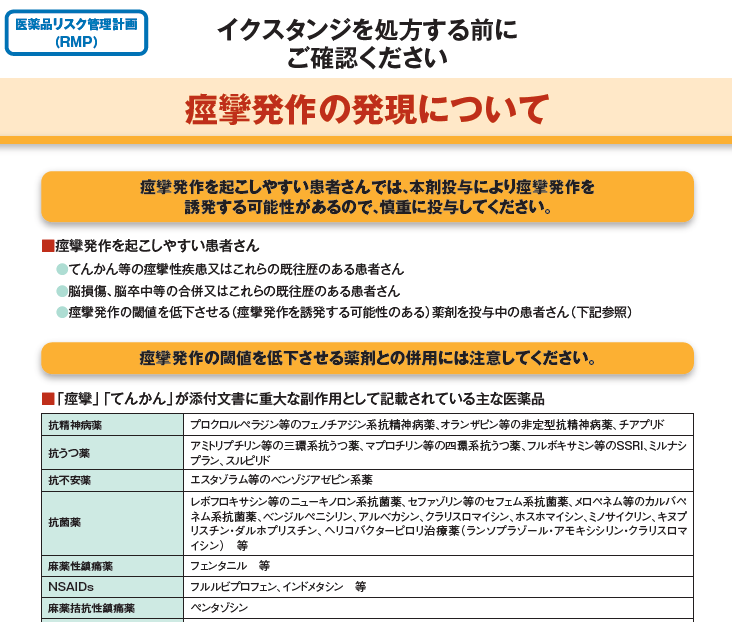 医薬品リスク管理計画
(RMP)
イクスタンジを処方する前に
ご確認ください
痙攣発作の発現について
痙攣発作を起こしやすい患者さんでは、本剤投与により痙攣発作を
誘発する可能性があるので、慎重に投与してください。
■痙攣発作を起こしやすい患者さん
●てんかん等の痙攣性疾患又はこれらの既往歴のある患者さん
●脳損傷、脳卒中等の合併又はこれらの既往歴のある患者さん
●痙攣発作の閾値を低下させる(痙攣発作を誘発する可能性のある)薬剤を投与中の患者さん(下記参照)
痙攣発作の閾値を低下させる薬剤との併用には注意してください。
■「痙攣」「てんかん」が添付文書に重大な副作用として記載されている主な医薬品
抗精神病薬 プロクロルペラジン等のフェノチアジン系抗精神病薬、オランザピン等の非定型抗精神病薬、チアプリド
抗うつ薬 アミトリプチリン等の三環系抗うつ薬、マプロチリン等の四環系抗うつ薬、フルボキサミン等のSSRI、ミルナシ
プラン、スルピリド
抗不安薬 エスタゾラム等のベンゾジアゼピン系薬
抗菌薬 レボフロキサシン等のニューキノロン系抗菌薬、セファゾリン等のセフェム系抗菌薬、メロペネム等のカルバペ
ネム系抗菌薬、ベンジルペニシリン、アルベカシン、クラリスロマイシン、ホスホマイシン、ミノサイクリン、キヌプ
リスチン・ダルホプリスチン、ヘリコバクターピロリ治療薬(ランソプラゾール・アモキシシリン・クラリスロマ
イシン) 等
麻薬性鎮痛薬 フェンタニル 等
NSAIDs フルルビプロフェン、インドメタシン 等
麻薬拮抗性鎮痛薬 ペンタゾシン